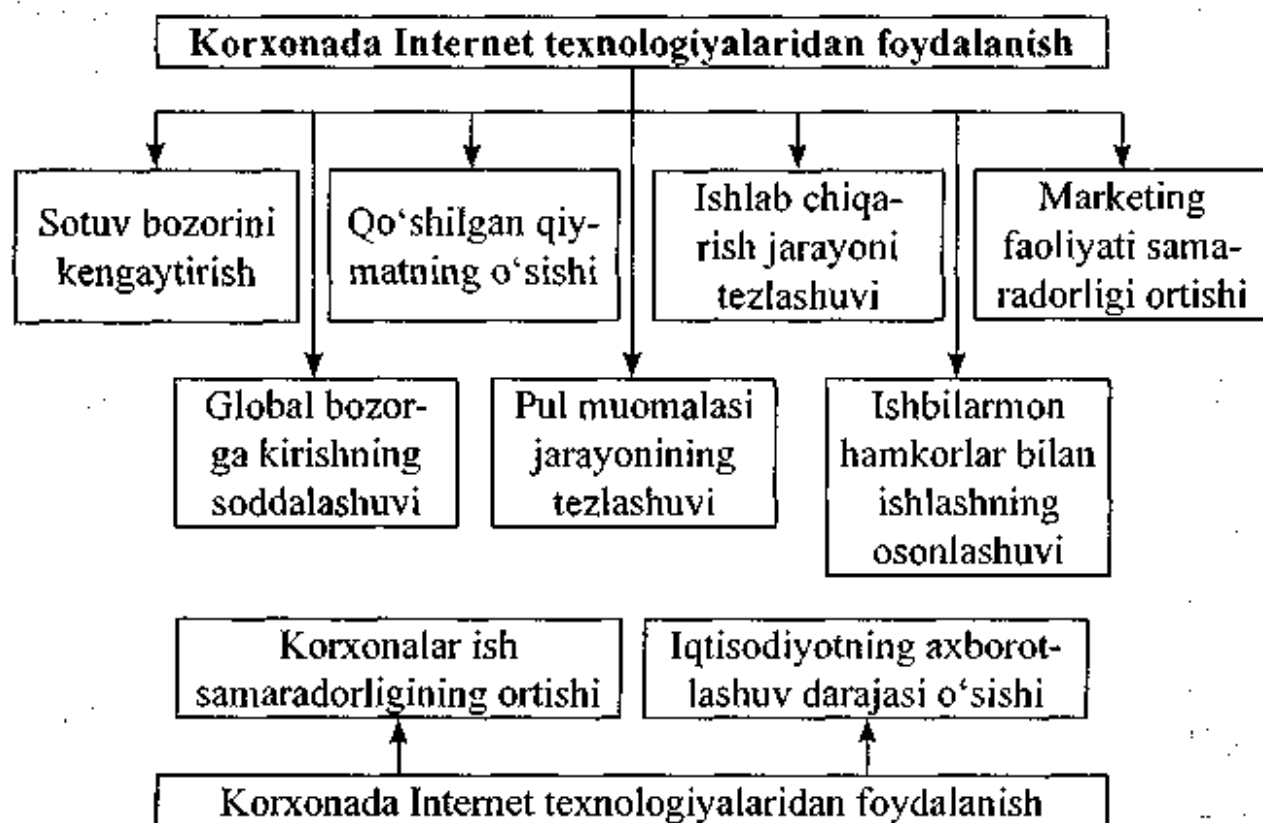 Korxonada Internet texnologiyalaridan foydalanish
Sotuv bozorini
kengaytirish
Qo‘shilgan qiy-
matning o‘sishi
Ishlab chiqa-
rish jarayoni
tezlashuvi
Marketing
faoliyati sama-
radorligi ortishi
Global bozor-
ga kirishning
soddalashuvi
Pul muomalasi
jarayonining
tezlashuvi
Ishbilarmon
hamkorlar bilan
ishlashning
osonlashuvi
Korxonalar ish
samaradorligining ortishi
Iqtisodiyotning axborot-
lashuv darajasi o‘sishi
Korxonada Internet texnologiyalaridan foydalanish